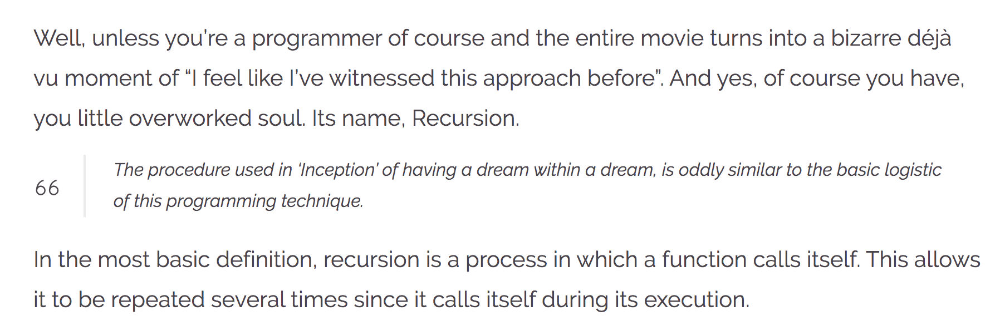 Well, unless you’re a programmer of course and the entire movie turns into a bizarre déjà
vu moment of “I feel like I’ve witnessed this approach before”. And yes, of course you have,
you little overworked soul. Its name, Recursion.
The procedure used in ‘Inception’ of having a dream within a dream, is oddly similar to the basic logistic
66
of this programming technique.
In the most basic definition, recursion is a process in which a function calls itself. This allows
it to be repeated several times since it calls itself during its execution.